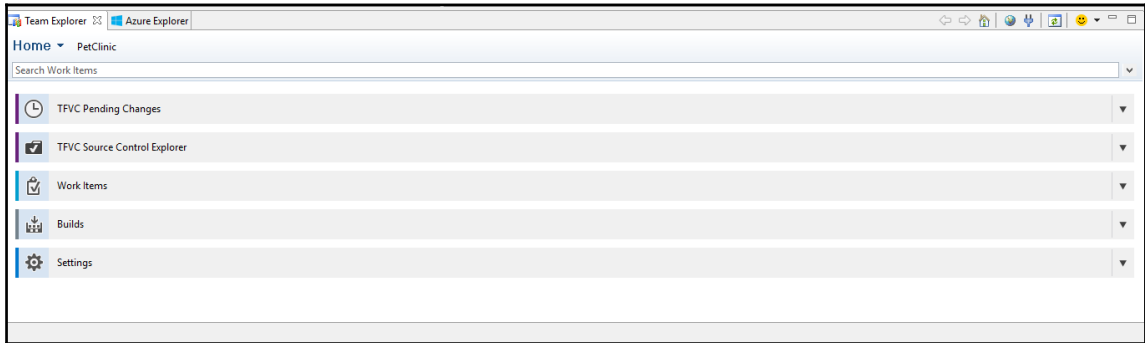 Team Explorer Azure Explorer
Home PetClinic
Search Work Items
TFVC Pending Changes
TFVC Source Control Explorer
Work Items
Builds
Settings